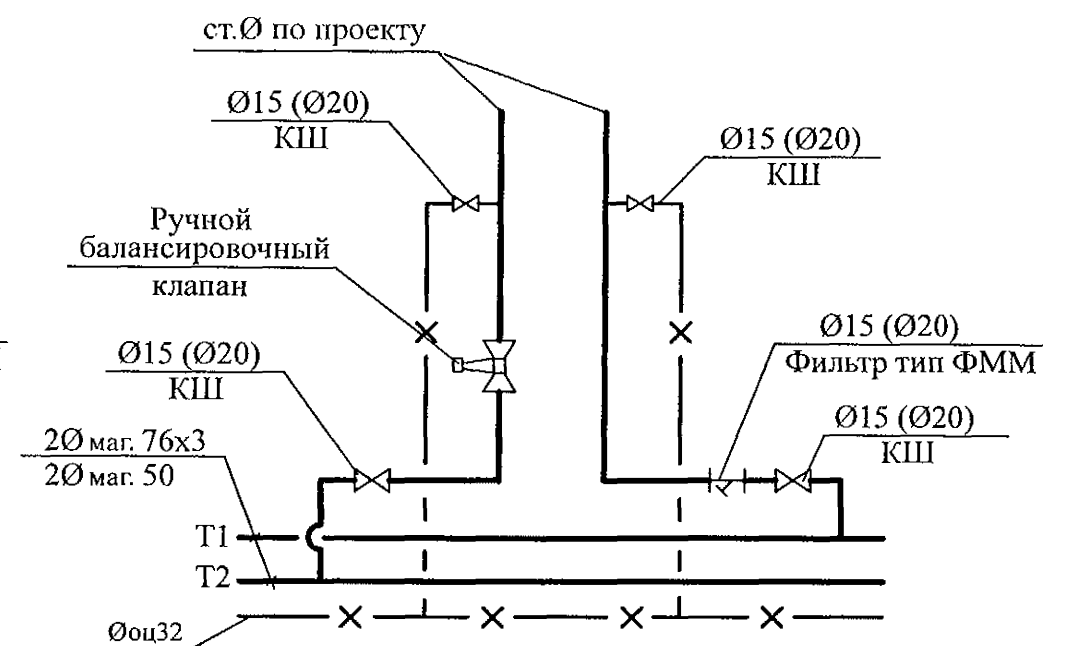 ст.Ø по проекту
Ø15 (Ø20)
КШ
Ø15 (Ø20)
КШ
Ручной
балансировочный
клапан
Ø15 (Ø20)
Фильтр тип ФММ
Ø15 (Ø20)
КШ
Ø15 (Ø20)
КШ
2Ø маг. 76x3
2Ø маг. 50
Т1
Т2
Øоц32